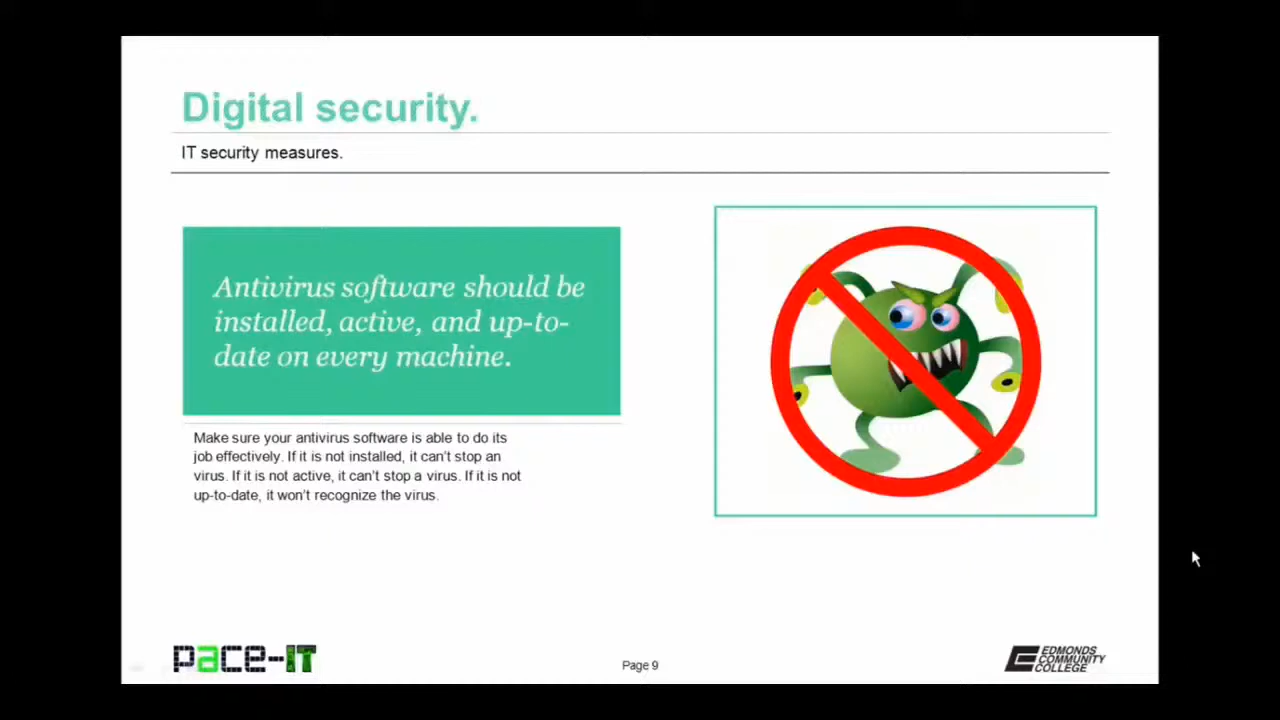 Digital security.
IT security measures.
Antivirus software should be
installed, active, and up-to-
date on every machine.
Make sure your antivirus software is able to do its
job effectively. If it is not installed, it can't stop an
virus. If it is not active, it can't stop a virus. If it is not
up-to-date, it won't recognize the virus.
pace-IT
Page 9
EDMONDS
COMMUNITY
COLLEGE